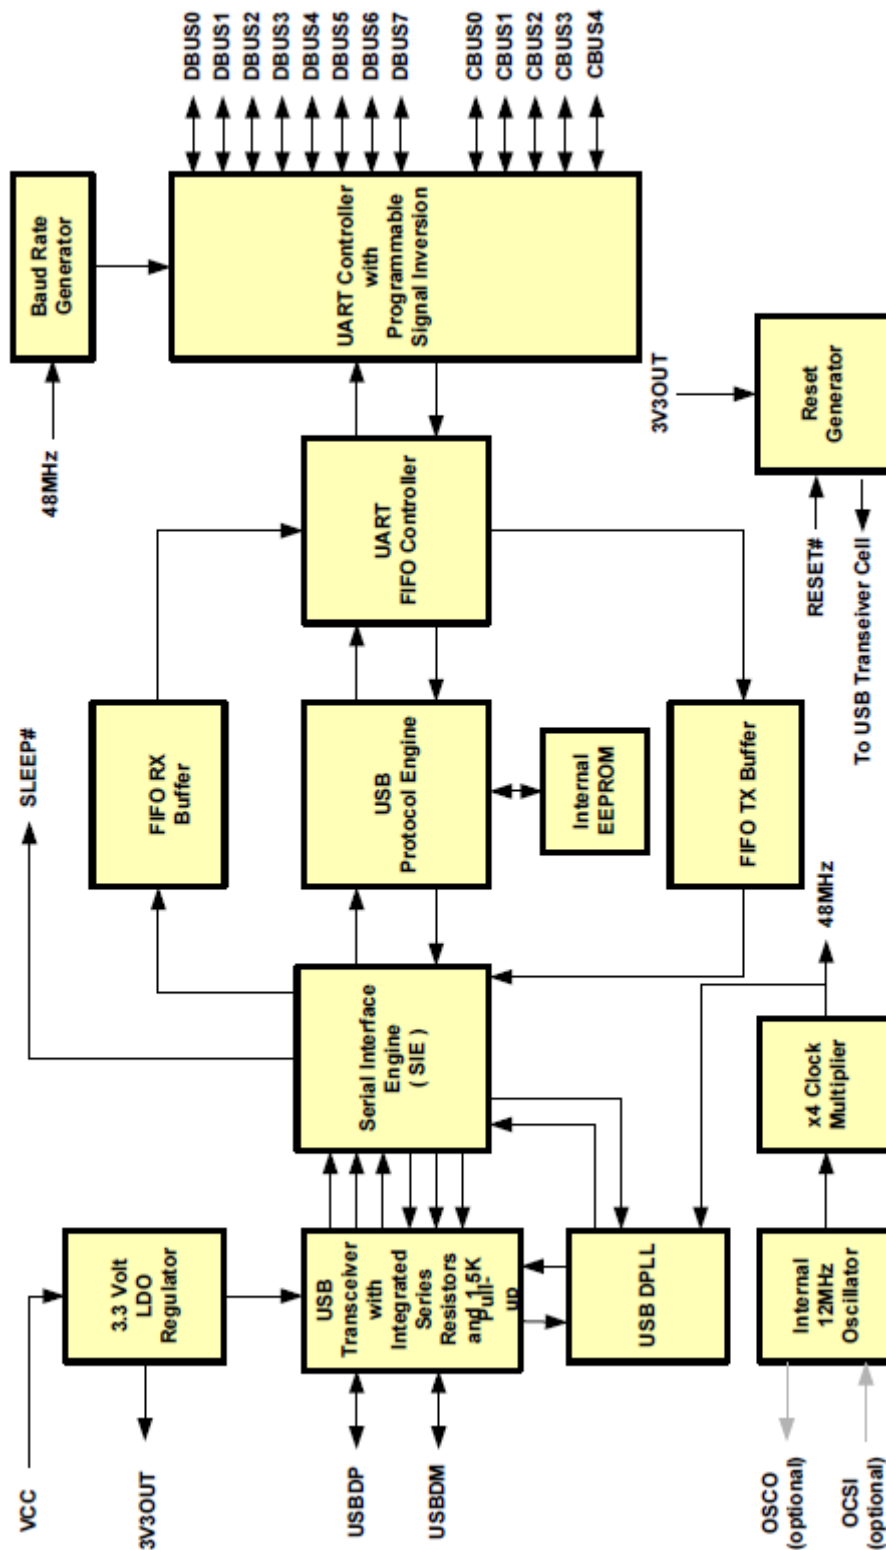 VCC
3V3OUT
3.3 Volt
LDO
Regulator
SLEEP#
48MHz
Baud Rate
Generator
FIFO RX
Buffer
USBDP
USBDM
USB
Transceiver
with
Integrated
Series
Resistors
and 1.5K
Pull-
up
Serial Interface
Engine
( SIE )
USB
Protocol Engine
UART
FIFO Controller
UART Controller
with
Programmable
Signal Inversion
DBUS0
DBUS1
DBUS2
DBUS3
DBUS4
DBUS5
DBUS6
DBUS7
CBUS0
CBUS1
CBUS2
CBUS3
CBUS4
Internal
EEPROM
USB DPLL
FIFO TX Buffer
3V3OUT
OSCO
(optional)
OCSI
(optional)
Internal
12MHz
Oscillator
x4 Clock
Multiplier
48MHz
RESET#
To USB Transeiver Cell
Reset
Generator